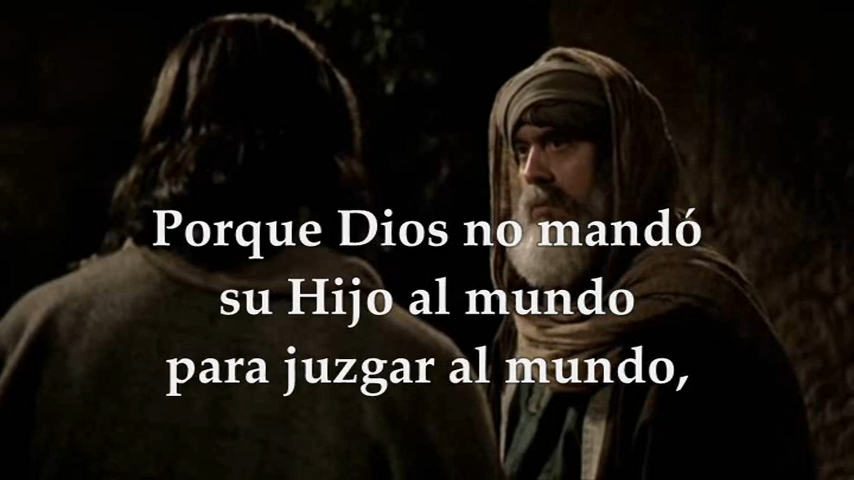 Porque Dios no mandó
su Hijo al mundo
para juzgar al mundo,